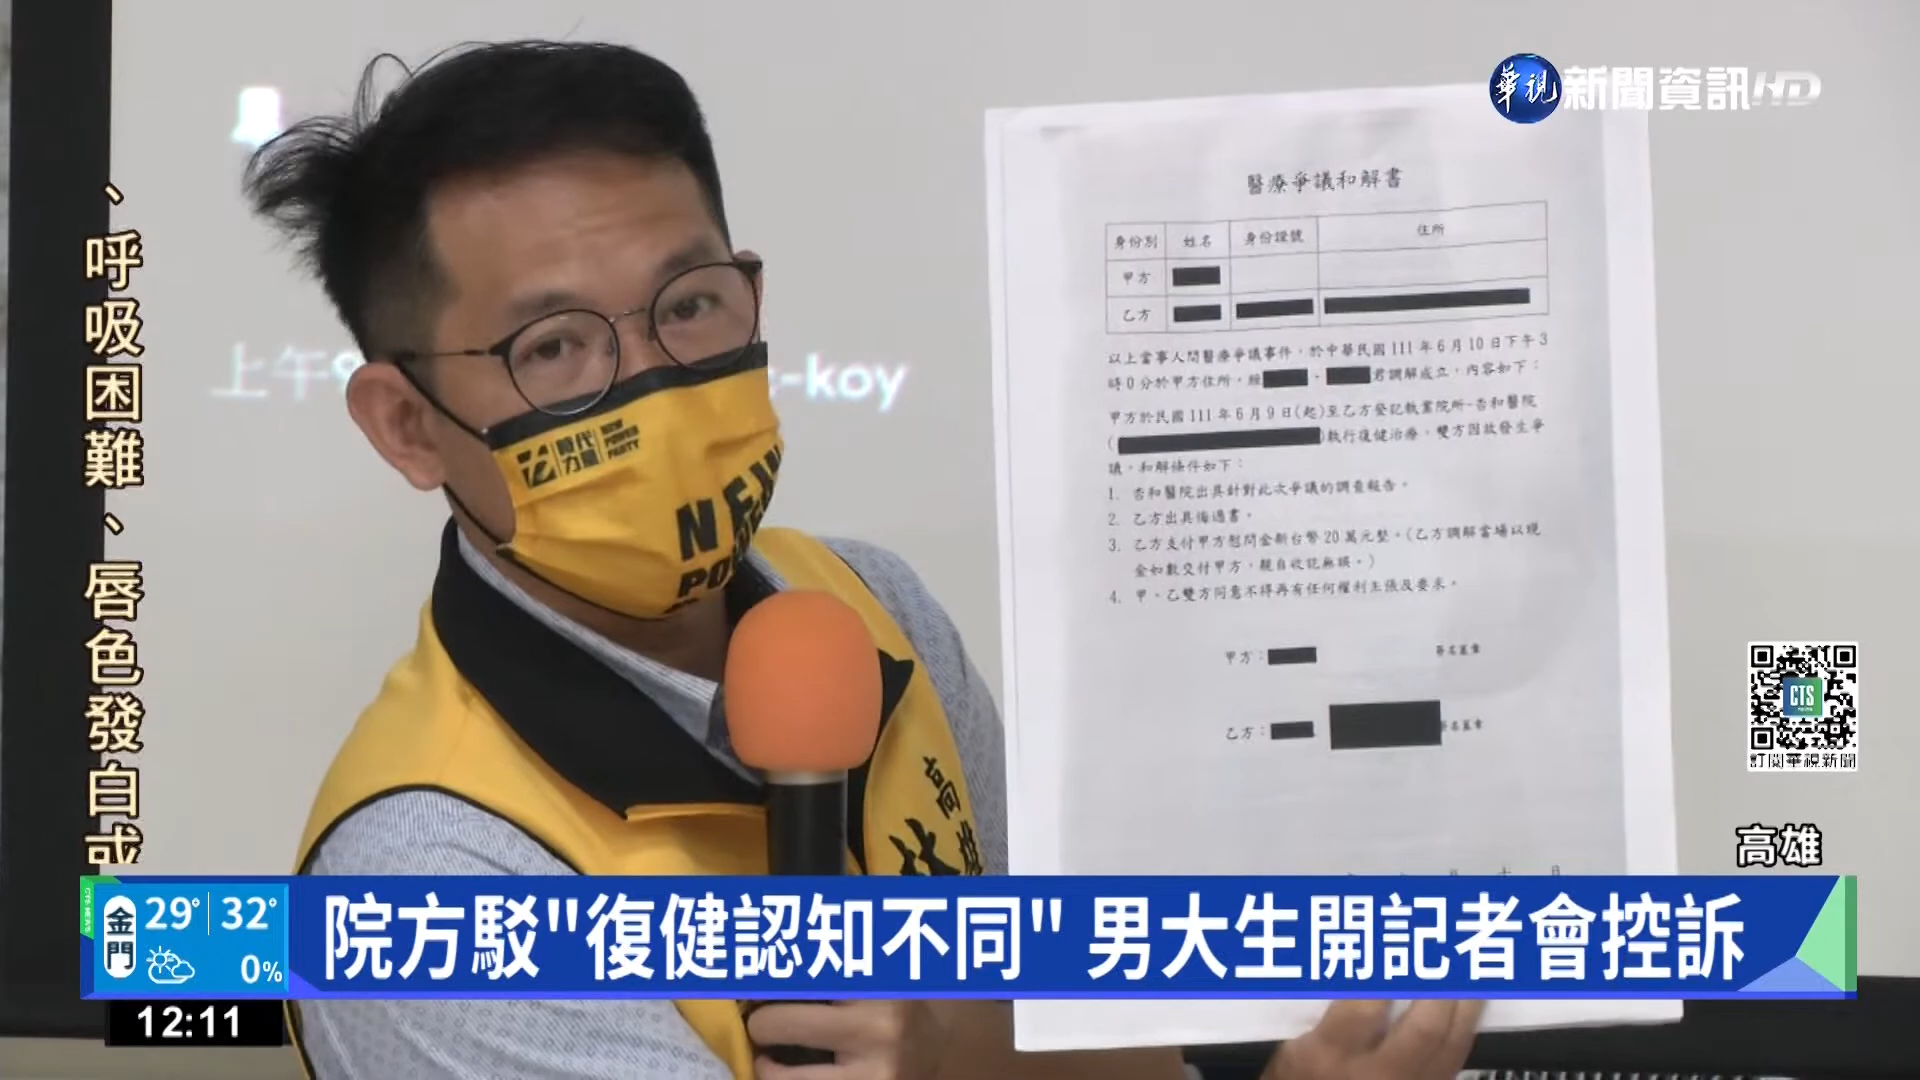 華視新聞資訊HD
、呼吸困難、唇色發白或
上午
-koy
時代力量
NEW POWER PARTY
高雄
林
醫療爭議和解書
身份別 姓名 身份證號 住所
甲方
乙方
以上當事人間醫療爭議事件，於中華民國111年6月10日下午3
時0分於甲方住所，經 、 君調解成立，內容如下：
甲方於民國111年6月9日(起)至乙方登記執業院所-杏和醫院
( )執行復健治療，雙方因故發生爭
議，和解條件如下：
1. 杏和醫院出具針對此次爭議的調查報告。
2. 乙方出具悔過書。
3. 乙方支付甲方慰問金新台幣20萬元整。(乙方調解當場以現
金如數交付甲方，親自收訖無誤。)
4. 甲、乙雙方同意不得再有任何權利主張及要求。
甲方： 簽名蓋章
乙方： 簽名蓋章
CTS
訂閱華視新聞
高雄
金門 29° 32°
0%
院方駁"復健認知不同" 男大生開記者會控訴
12:11